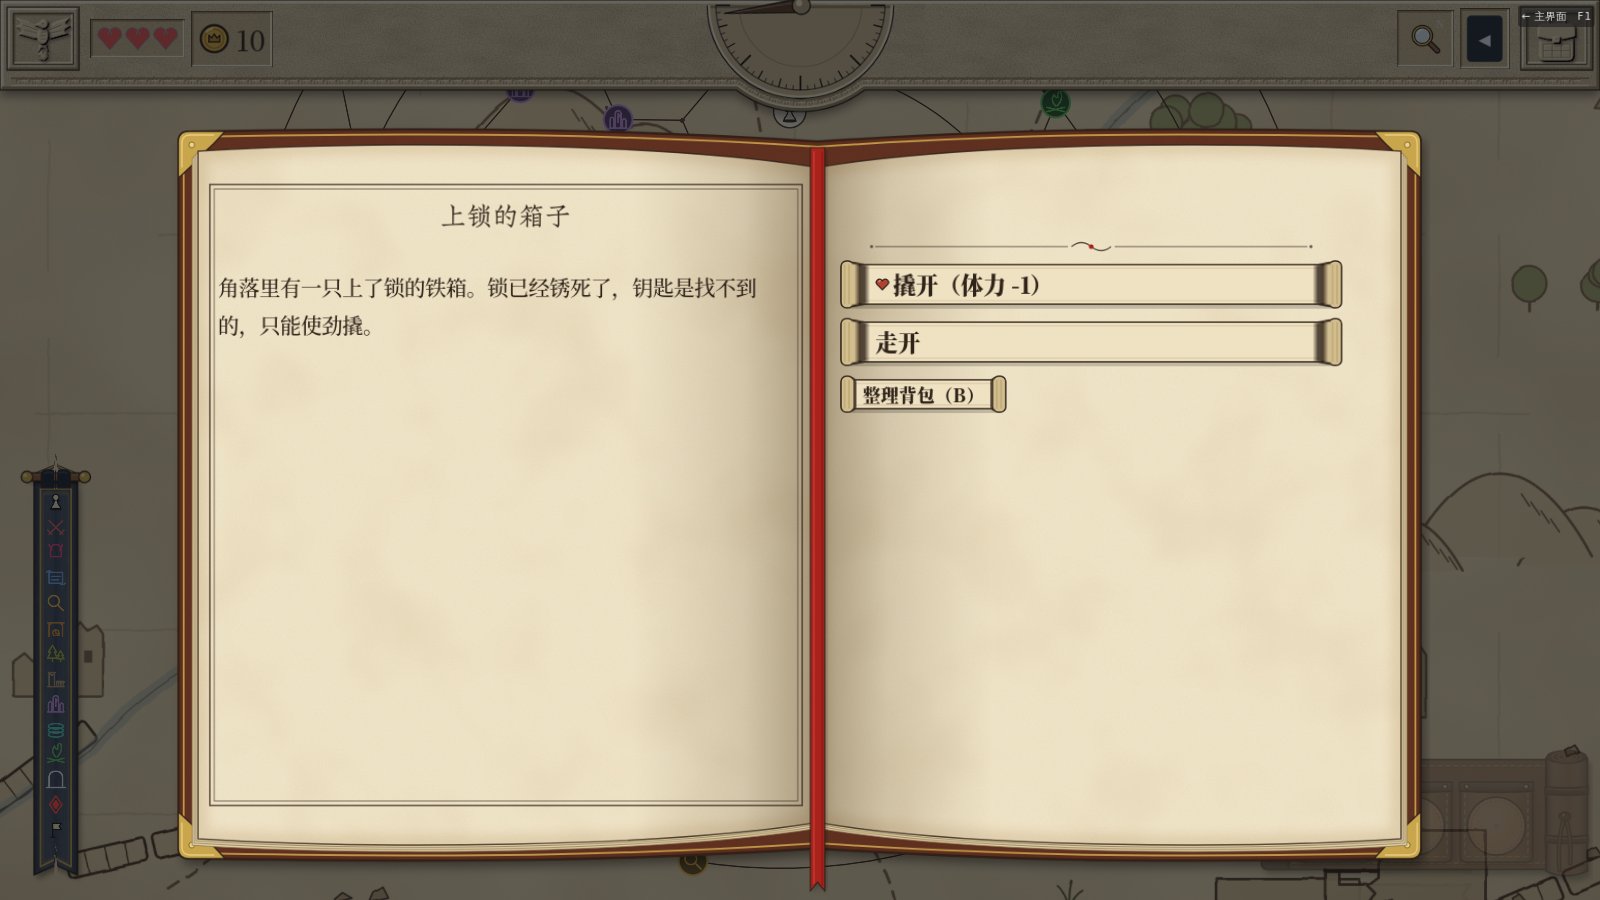 10
← 主界面 F1
上锁的箱子
角落里有一只上了锁的铁箱。锁已经锈死了，钥匙是找不到
的，只能使劲撬。
撬开（体力 -1）
走开
整理背包（B）